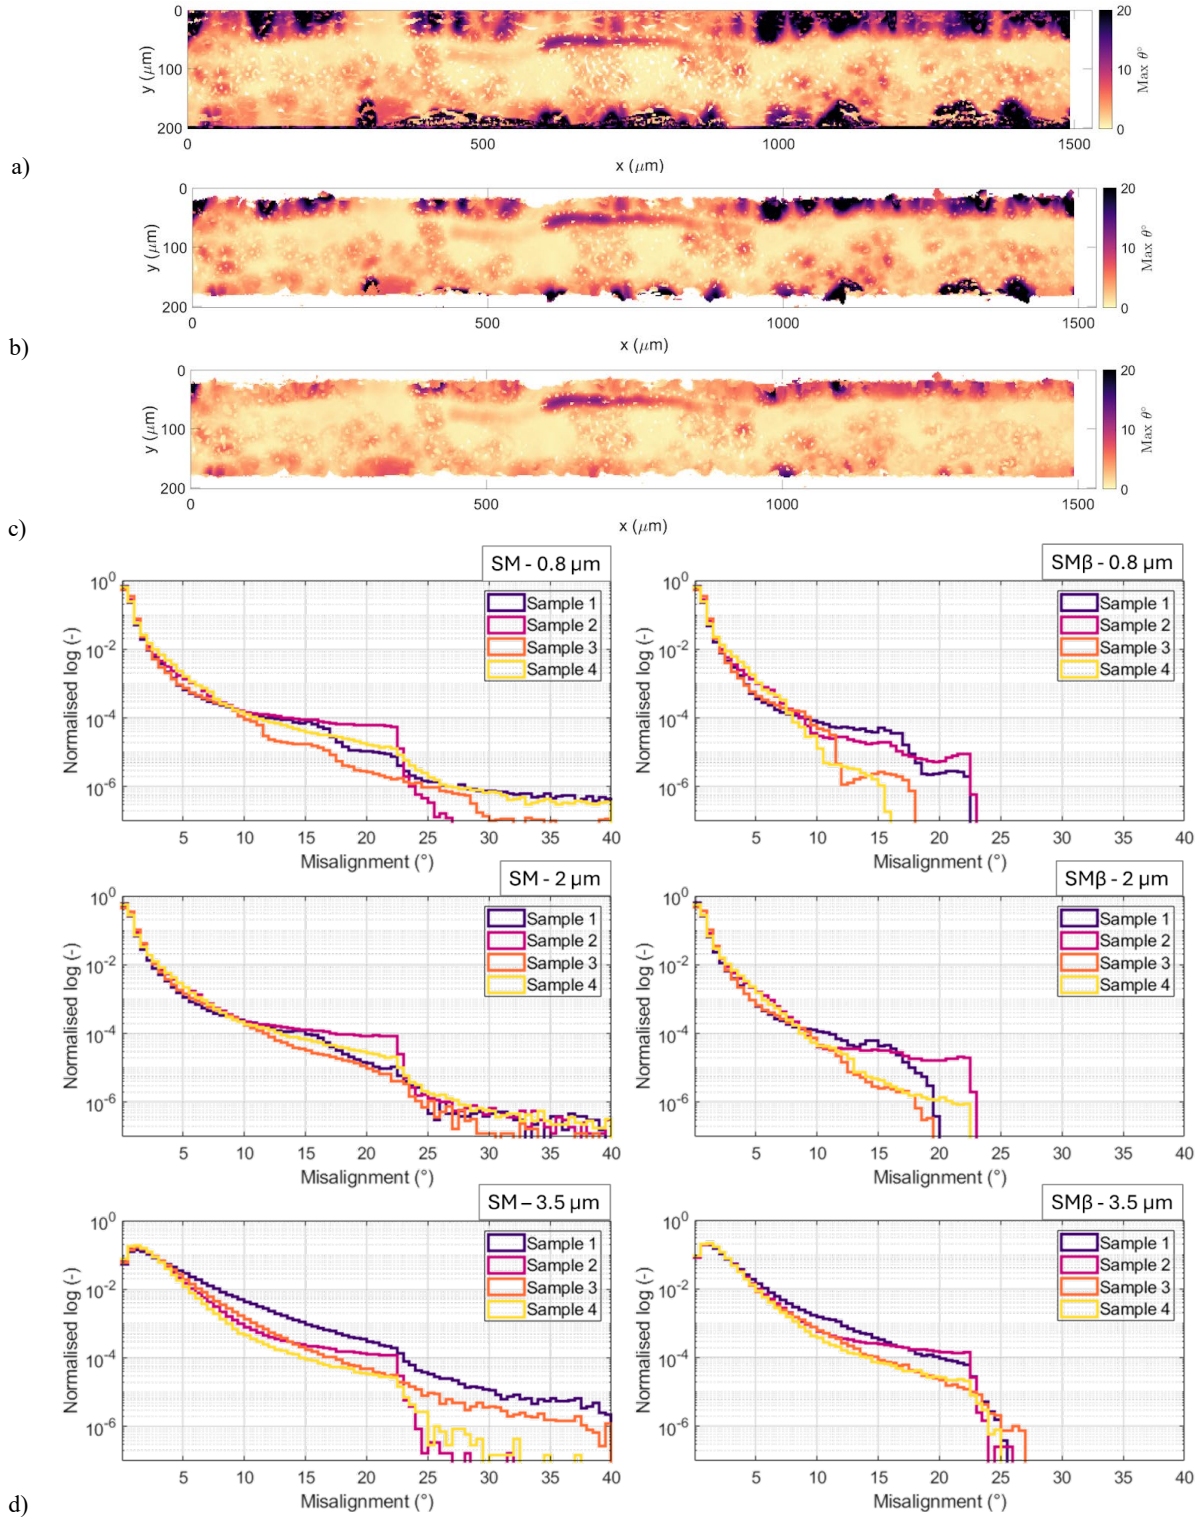 0
100
200
y (μm)
0
500
1000
1500
x (μm)
20
10
0
Max θ°
a)
0
100
200
y (μm)
0
500
1000
1500
x (μm)
20
10
0
Max θ°
b)
0
100
200
y (μm)
0
500
1000
1500
x (μm)
20
10
0
Max θ°
c)
SM - 0.8 μm
10^0
10^-2
10^-4
10^-6
Normalised log (-)
Sample 1
Sample 2
Sample 3
Sample 4
5 10 15 20 25 30 35 40
Misalignment (°)
SMβ - 0.8 μm
10^0
10^-2
10^-4
10^-6
Normalised log (-)
Sample 1
Sample 2
Sample 3
Sample 4
5 10 15 20 25 30 35 40
Misalignment (°)
SM - 2 μm
10^0
10^-2
10^-4
10^-6
Normalised log (-)
Sample 1
Sample 2
Sample 3
Sample 4
5 10 15 20 25 30 35 40
Misalignment (°)
SMβ - 2 μm
10^0
10^-2
10^-4
10^-6
Normalised log (-)
Sample 1
Sample 2
Sample 3
Sample 4
5 10 15 20 25 30 35 40
Misalignment (°)
SM – 3.5 μm
10^0
10^-2
10^-4
10^-6
Normalised log (-)
Sample 1
Sample 2
Sample 3
Sample 4
5 10 15 20 25 30 35 40
Misalignment (°)
SMβ - 3.5 μm
10^0
10^-2
10^-4
10^-6
Normalised log (-)
Sample 1
Sample 2
Sample 3
Sample 4
5 10 15 20 25 30 35 40
Misalignment (°)
d)